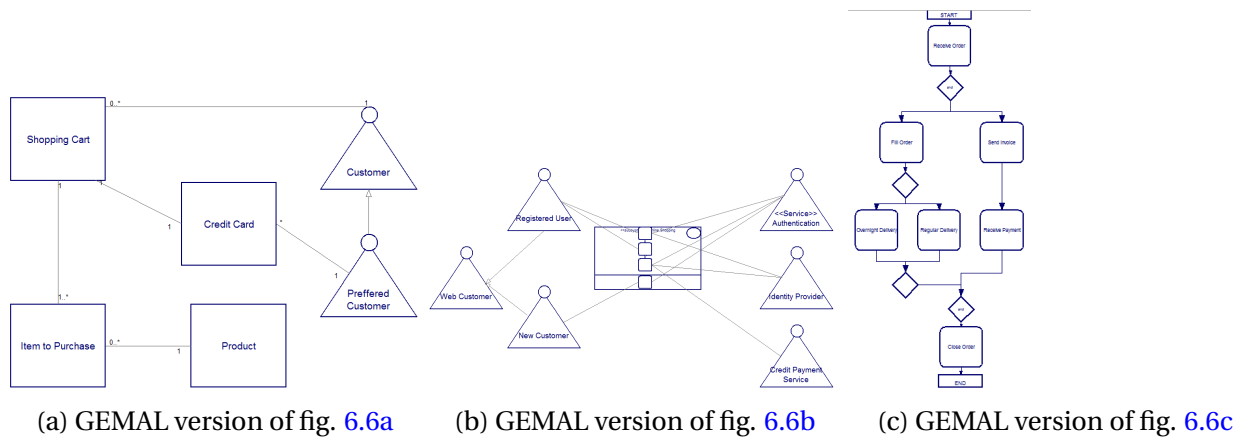 0..*
1
Shopping Cart
Customer
1
1
1
Credit Card
*
1
Preffered
Customer
1..*
Item to Purchase
0..*
1
Product
(a) GEMAL version of fig. 6.6a
Registered User
<<Service>>
Authentication
Web Customer
Identity Provider
New Customer
Credit Payment
Service
(b) GEMAL version of fig. 6.6b
START
Receive Order
and
Fill Order
Send Invoice
Overnight Delivery
Regular Delivery
Receive Payment
and
Close Order
END
(c) GEMAL version of fig. 6.6c